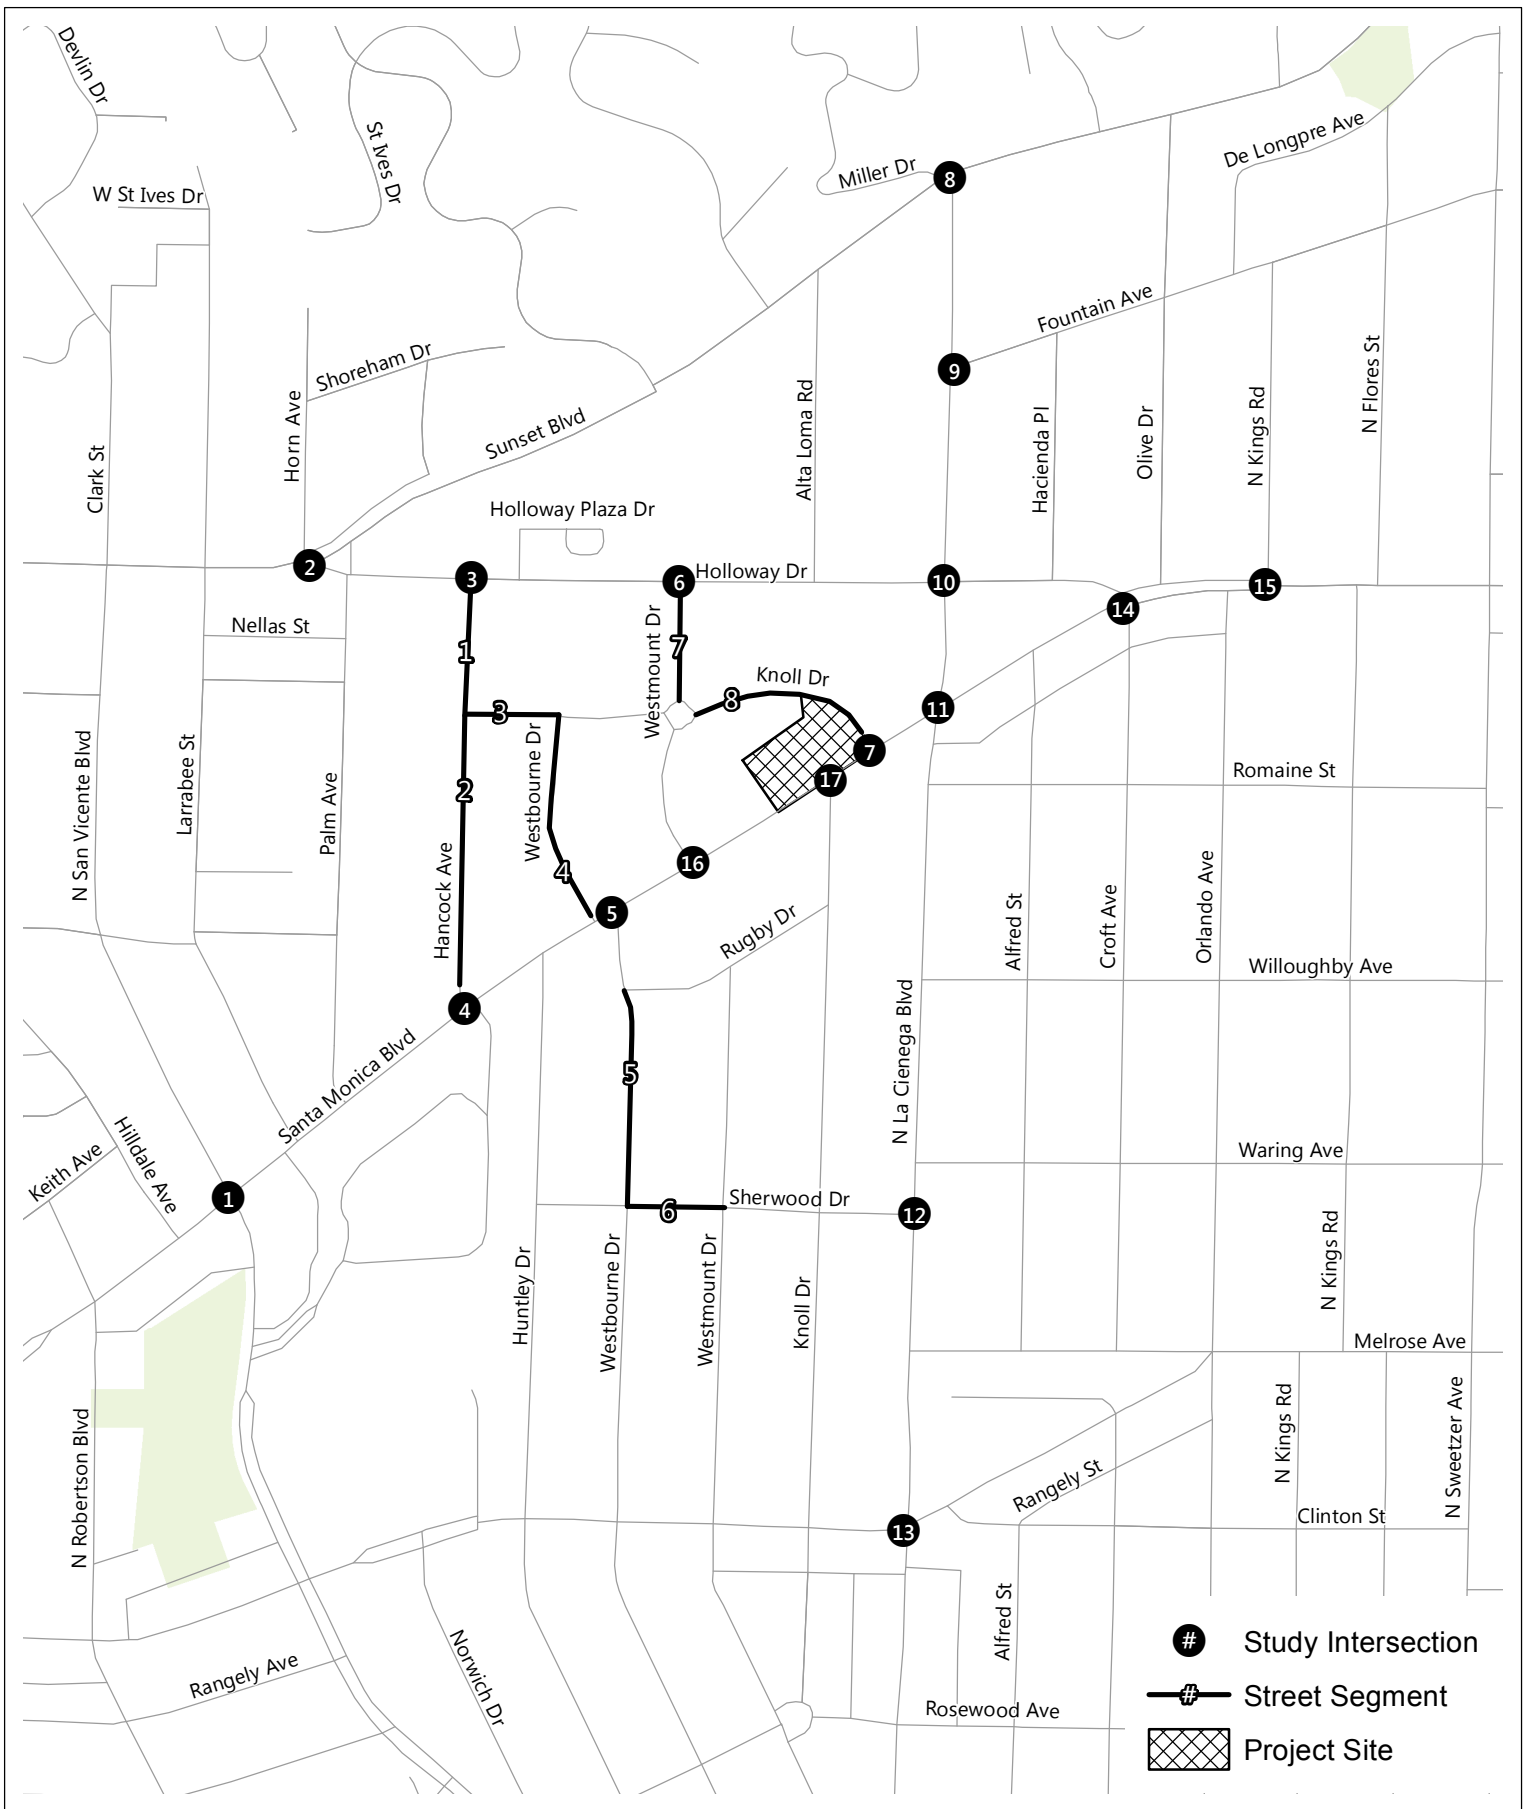 Devlin Dr
St Ives Dr
De Longpre Ave
Miller Dr
8
W St Ives Dr
Fountain Ave
9
Shoreham Dr
Horn Ave
Sunset Blvd
Alta Loma Rd
Hacienda Pl
Olive Dr
N Kings Rd
N Flores St
Clark St
Holloway Plaza Dr
2
3
6
Holloway Dr
10
15
14
Nellas St
1
Westmount Dr
7
Knoll Dr
8
3
11
7
17
Romaine St
N San Vicente Blvd
Larrabee St
Palm Ave
2
Westbourne Dr
Hancock Ave
4
16
5
Rugby Dr
Alfred St
Croft Ave
Orlando Ave
Willoughby Ave
4
N La Cienega Blvd
Santa Monica Blvd
5
Hilldale Ave
Keith Ave
Waring Ave
1
Sherwood Dr
6
12
Huntley Dr
Westbourne Dr
Westmount Dr
Knoll Dr
N Kings Rd
Melrose Ave
N Robertson Blvd
N Kings Rd
N Sweetzer Ave
Rangely St
Clinton St
13
Alfred St
Norwich Dr
Rangely Ave
Rosewood Ave
# Study Intersection
# Street Segment
Project Site